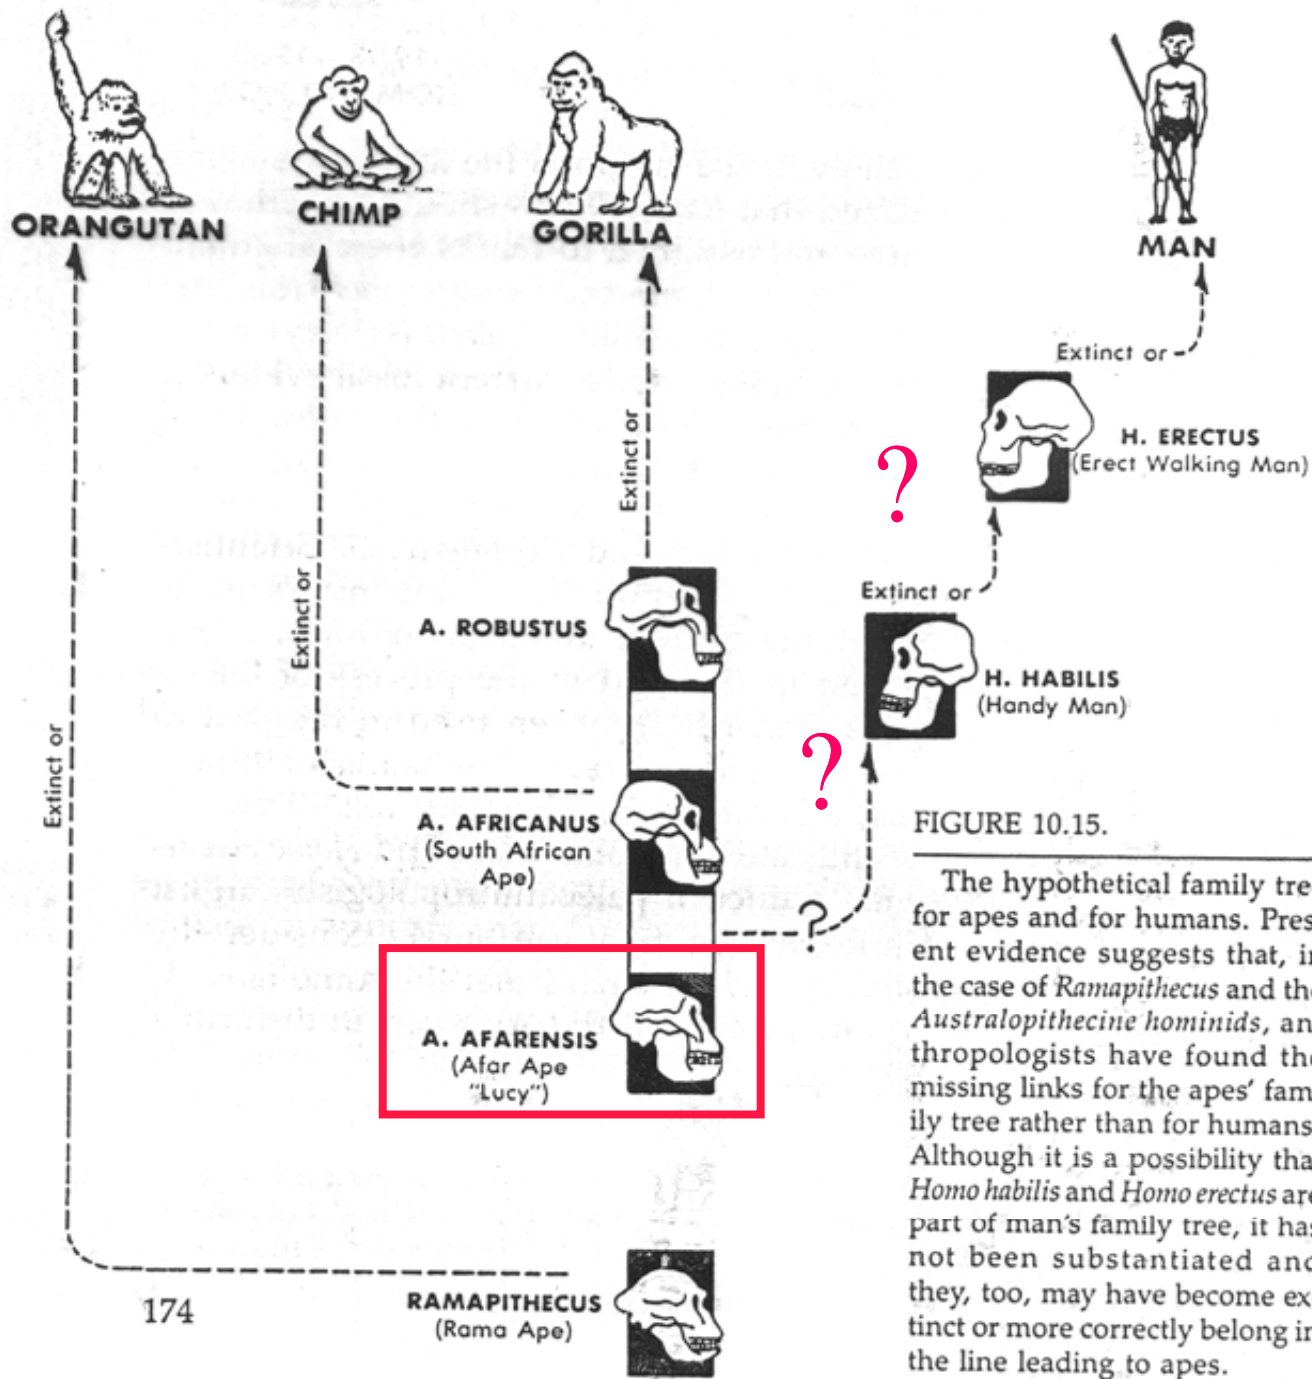 ORANGUTAN
CHIMP
GORILLA
MAN
Extinct or
H. ERECTUS
(Erect Walking Man)
?
Extinct or
Extinct or
H. HABILIS
(Handy Man)
?
Extinct or
A. ROBUSTUS
Extinct or
A. AFRICANUS
(South African
Ape)
?
A. AFARENSIS
(Afar Ape
"Lucy")
RAMAPITHECUS
(Rama Ape)
174
FIGURE 10.15.
The hypothetical family tre
for apes and for humans. Pres
ent evidence suggests that, in
the case of Ramapithecus and the
Australopithecine hominids, an
thropologists have found the
missing links for the apes' fam
ily tree rather than for humans
Although it is a possibility tha
Homo habilis and Homo erectus are
part of man's family tree, it has
not been substantiated and
they, too, may have become ex
tinct or more correctly belong in
the line leading to apes.